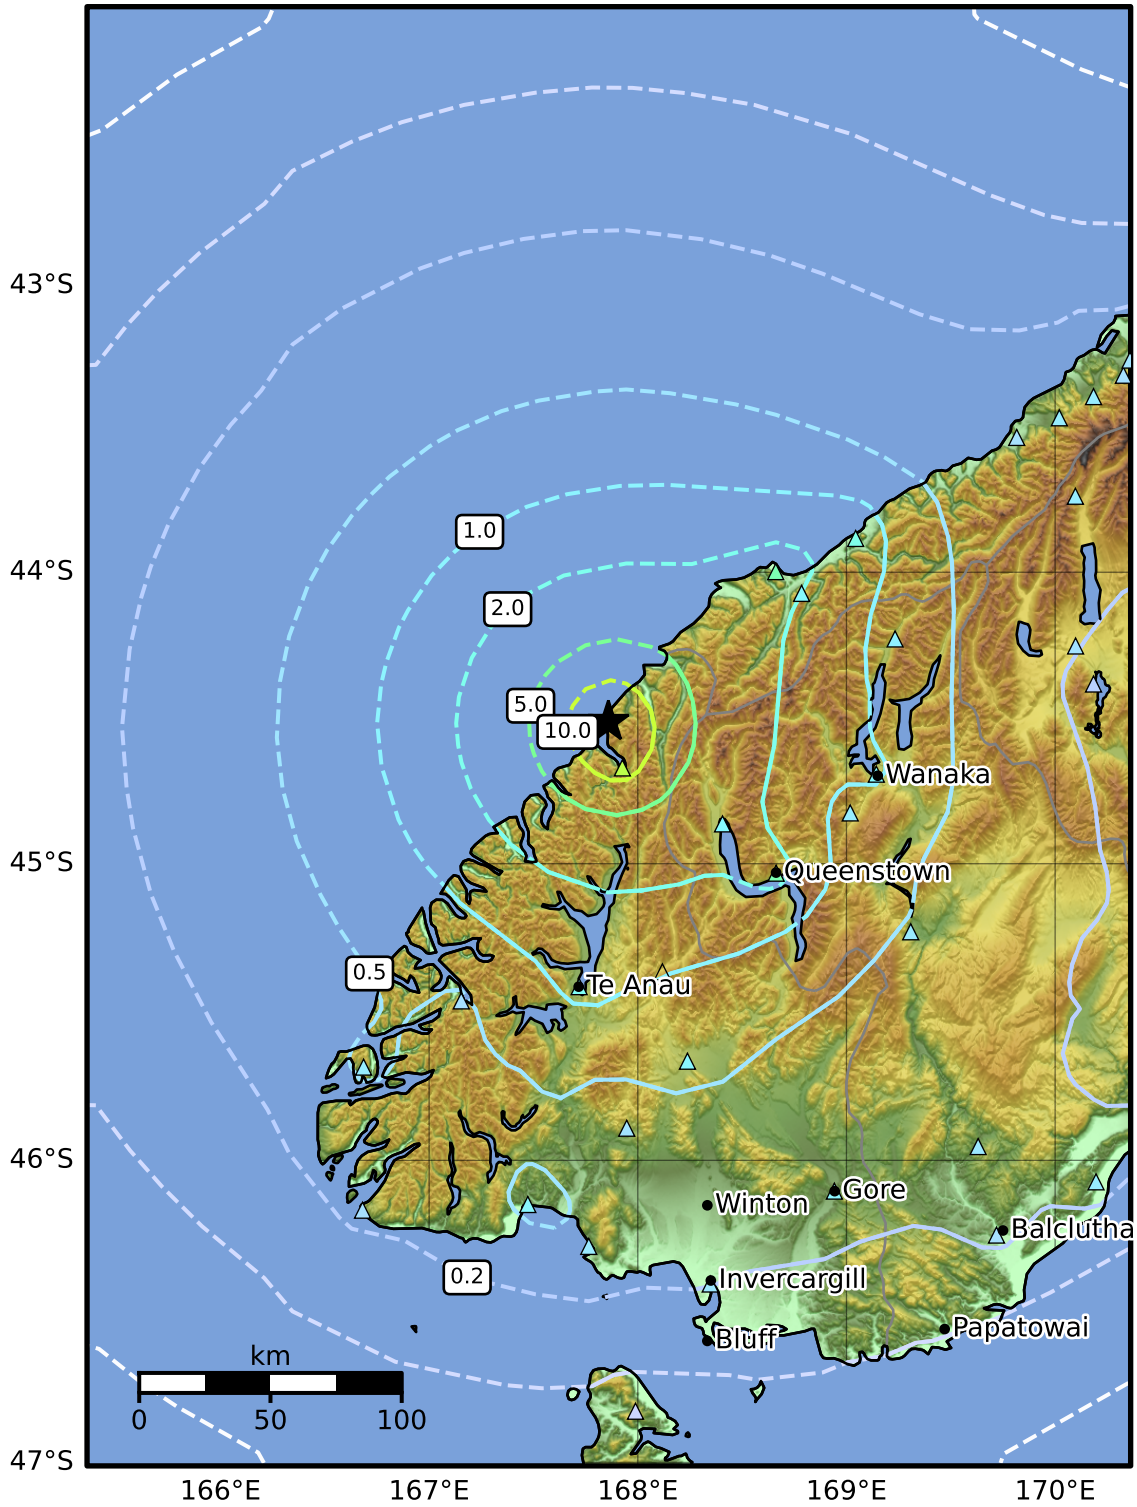 43°S
1.0
44°S
2.0
5.0
10.0
Wanaka
45°S
Queenstown
0.5
Te Anau
46°S
Gore
Winton
Balclutha
0.2
Invercargill
Papatowai
Bluff
km
0 50 100
47°S
166°E 167°E 168°E 169°E 170°E